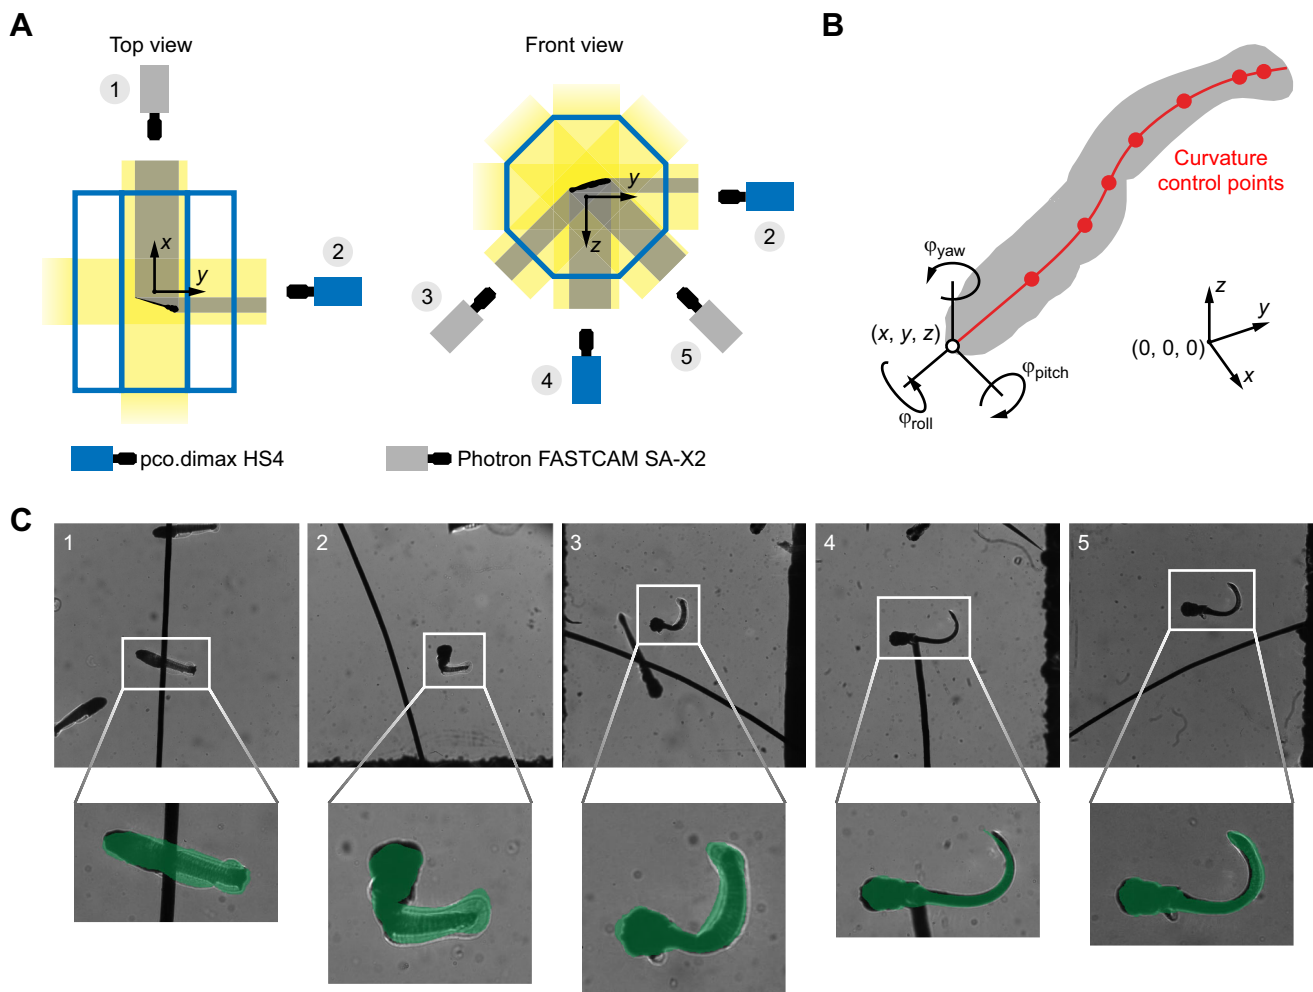 A
Top view
1
x
y
2
Front view
y
z
2
3
4
5
pco.dimax HS4
Photron FASTCAM SA-X2
B
Curvature
control points
φyaw
(x, y, z)
φpitch
φroll
z
y
(0, 0, 0)
x
C
1
2
3
4
5